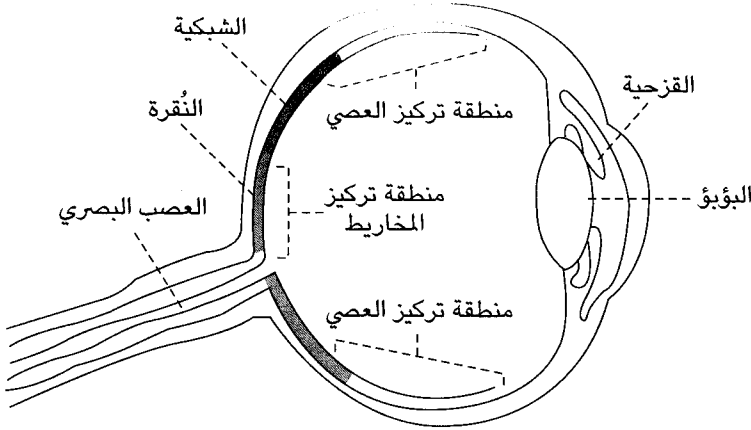 الشبكية
القزحية
منطقة تركيز العصي
النُقرة
منطقة تركيز
المخاريط
البؤبؤ
العصب البصري
منطقة تركيز العصي